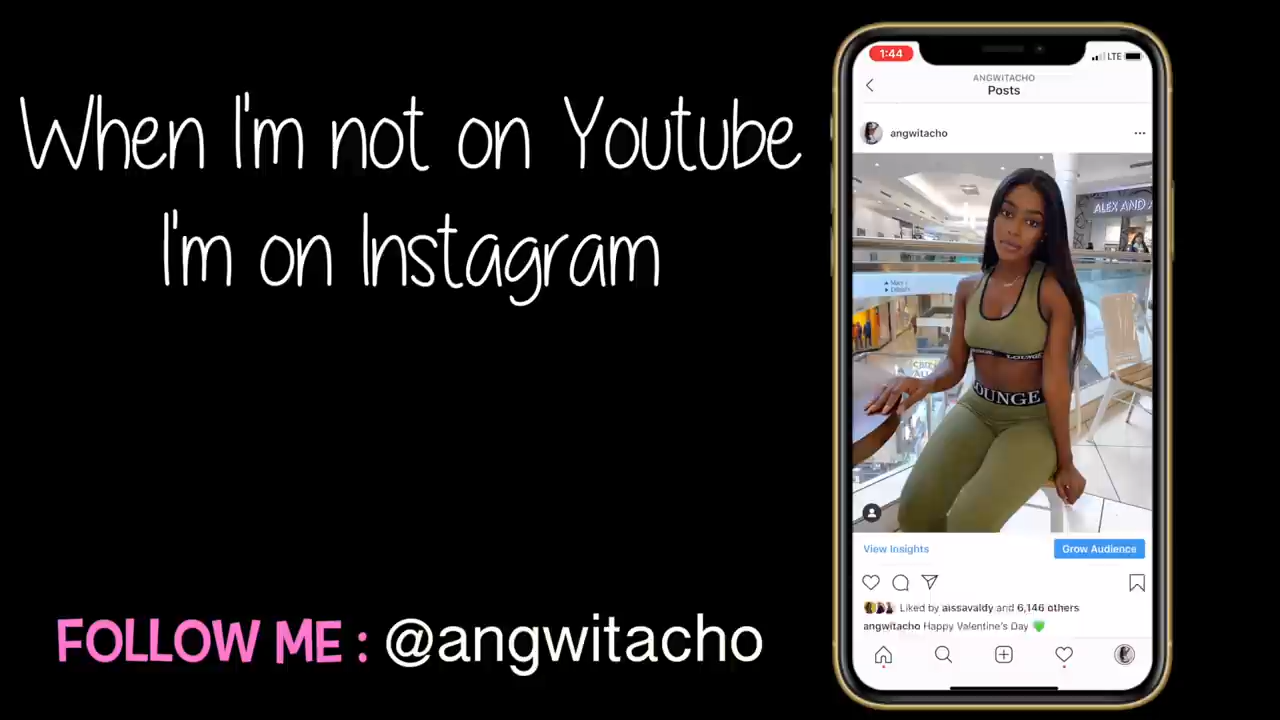 When I'm not on Youtube
I'm on Instagram
FOLLOW ME : @angwitacho
1:44
LTE
ANGWITACHO
Posts
angwitacho
ALEX AND
LOUNGE
OUNGE
View Insights
Grow Audience
Liked by aissavaldy and 6,146 others
angwitacho Happy Valentine's Day 💚